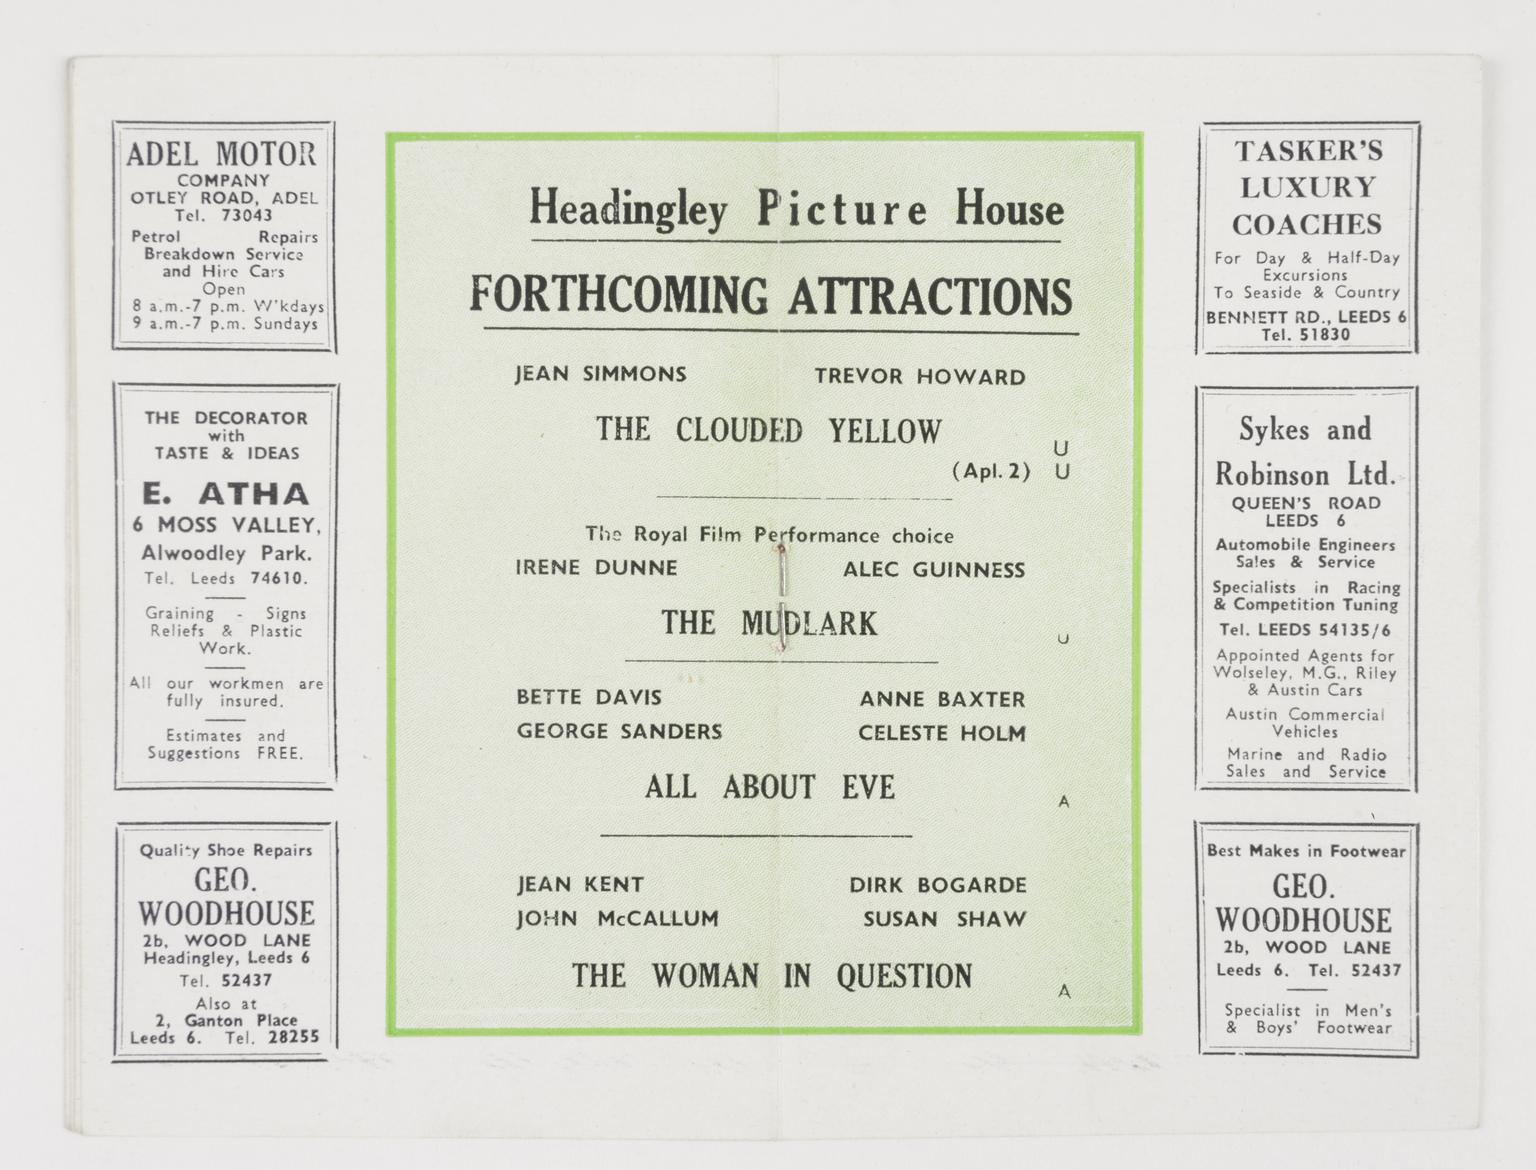 ADEL MOTOR
COMPANY
OTLEY ROAD, ADEL
Tel. 73043
Petrol Repairs
Breakdown Service
and Hire Cars
Open
8 a.m.-7 p.m. W'kdays
9 a.m.-7 p.m. Sundays
THE DECORATOR
with
TASTE & IDEAS
E. ATHA
6 MOSS VALLEY,
Alwoodley Park.
Tel. Leeds 74610.
Graining - Signs
Reliefs & Plastic
Work.
All our workmen are
fully insured.
Estimates and
Suggestions FREE.
Quality Shoe Repairs
GEO.
WOODHOUSE
2b, WOOD LANE
Headingley, Leeds 6
Tel. 52437
Also at
2, Ganton Place
Leeds 6. Tel. 28255
Headingley Picture House
FORTHCOMING ATTRACTIONS
JEAN SIMMONS TREVOR HOWARD
THE CLOUDED YELLOW
U
(Apl. 2) U
The Royal Film Performance choice
IRENE DUNNE ALEC GUINNESS
THE MUDLARK
U
BETTE DAVIS ANNE BAXTER
GEORGE SANDERS CELESTE HOLM
ALL ABOUT EVE
A
JEAN KENT DIRK BOGARDE
JOHN McCALLUM SUSAN SHAW
THE WOMAN IN QUESTION
A
TASKER'S
LUXURY
COACHES
For Day & Half-Day
Excursions
To Seaside & Country
BENNETT RD., LEEDS 6
Tel. 51830
Sykes and
Robinson Ltd.
QUEEN'S ROAD
LEEDS 6
Automobile Engineers
Sales & Service
Specialists in Racing
& Competition Tuning
Tel. LEEDS 54135/6
Appointed Agents for
Wolseley, M.G., Riley
& Austin Cars
Austin Commercial
Vehicles
Marine and Radio
Sales and Service
Best Makes in Footwear
GEO.
WOODHOUSE
2b, WOOD LANE
Leeds 6. Tel. 52437
Specialist in Men's
& Boys' Footwear